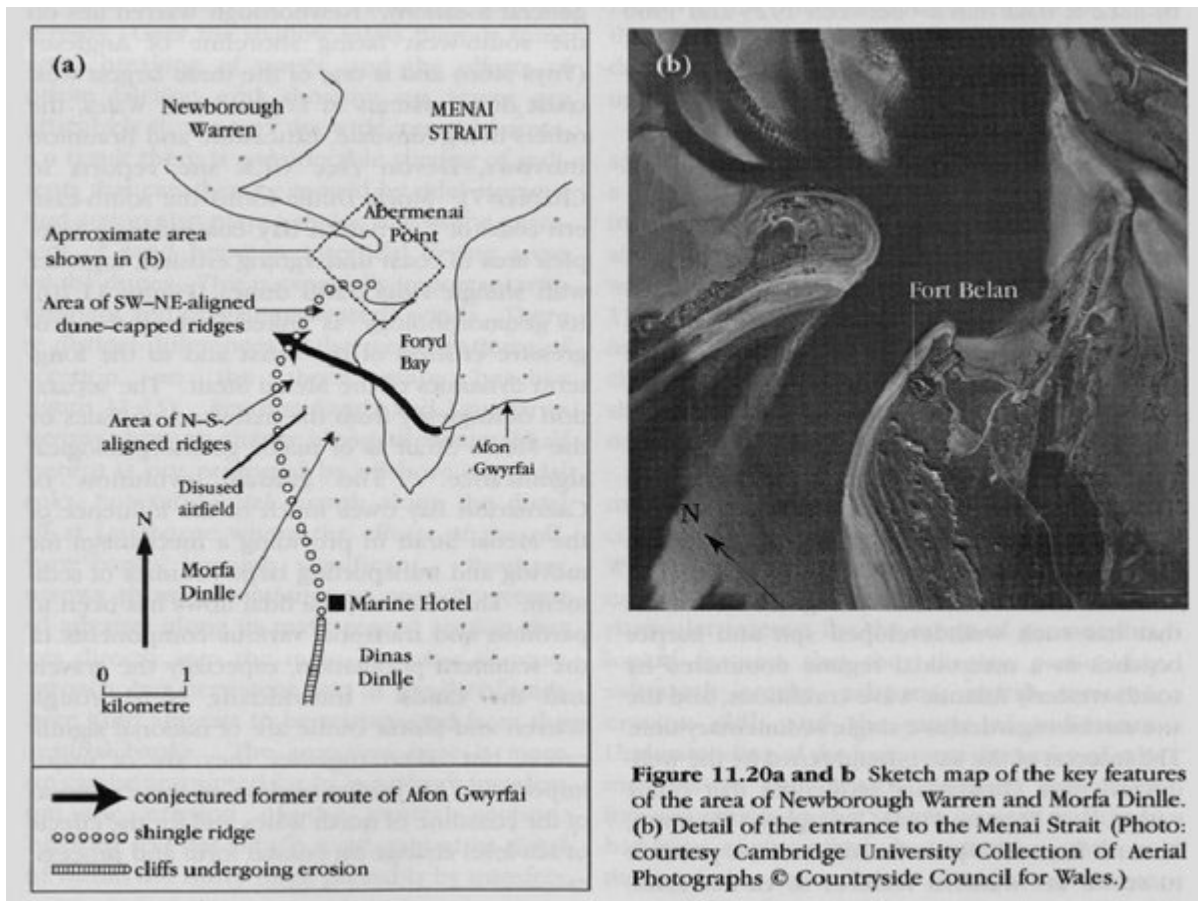 (a)
Newborough
Warren
MENAI
STRAIT
Abermenai
Point
Aprroximate area
shown in (b)
Area of SW–NE-aligned
dune–capped ridges
Foryd
Bay
Area of N–S-
aligned ridges
Afon
Gwyrfai
Disused
airfield
N
Morfa
Dinlle
Marine Hotel
0 1
kilometre
Dinas
Dinlle
conjectured former route of Afon Gwyrfai
shingle ridge
cliffs undergoing erosion
(b)
Fort Belan
N
Figure 11.20a and b Sketch map of the key features
of the area of Newborough Warren and Morfa Dinlle.
(b) Detail of the entrance to the Menai Strait (Photo:
courtesy Cambridge University Collection of Aerial
Photographs © Countryside Council for Wales.)